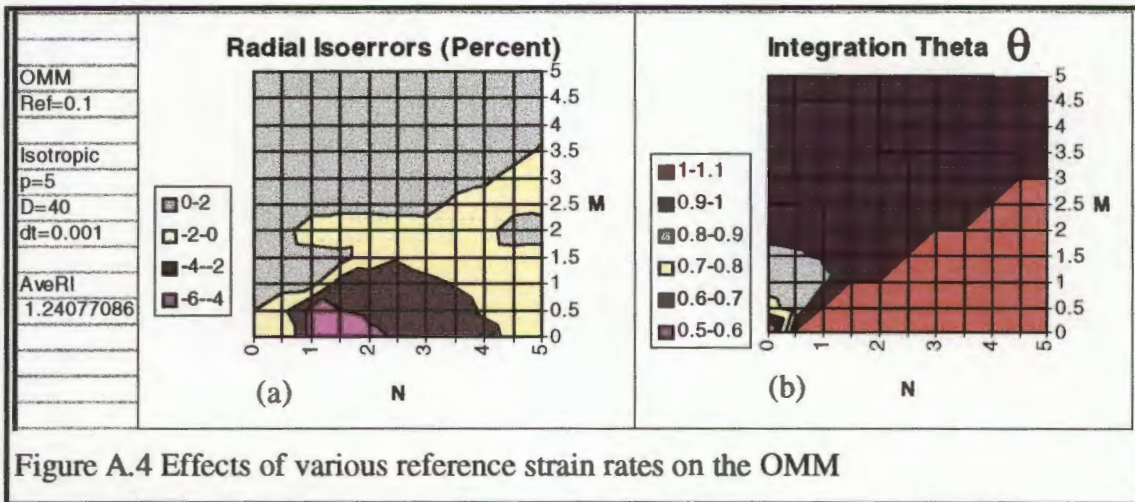 OMM
Ref=0.1
Isotropic
p=5
D=40
dt=0.001
AveRI
1.24077086
Radial Isoerrors (Percent)
0-2
-2-0
-4--2
-6--4
5
4.5
4
3.5
3
2.5
2
1.5
1
0.5
0
M
0 1 2 3 4 5
(a)
N
Integration Theta θ
1-1.1
0.9-1
0.8-0.9
0.7-0.8
0.6-0.7
0.5-0.6
5
4.5
4
3.5
3
2.5
2
1.5
1
0.5
0
M
0 1 2 3 4 5
(b)
N
Figure A.4 Effects of various reference strain rates on the OMM